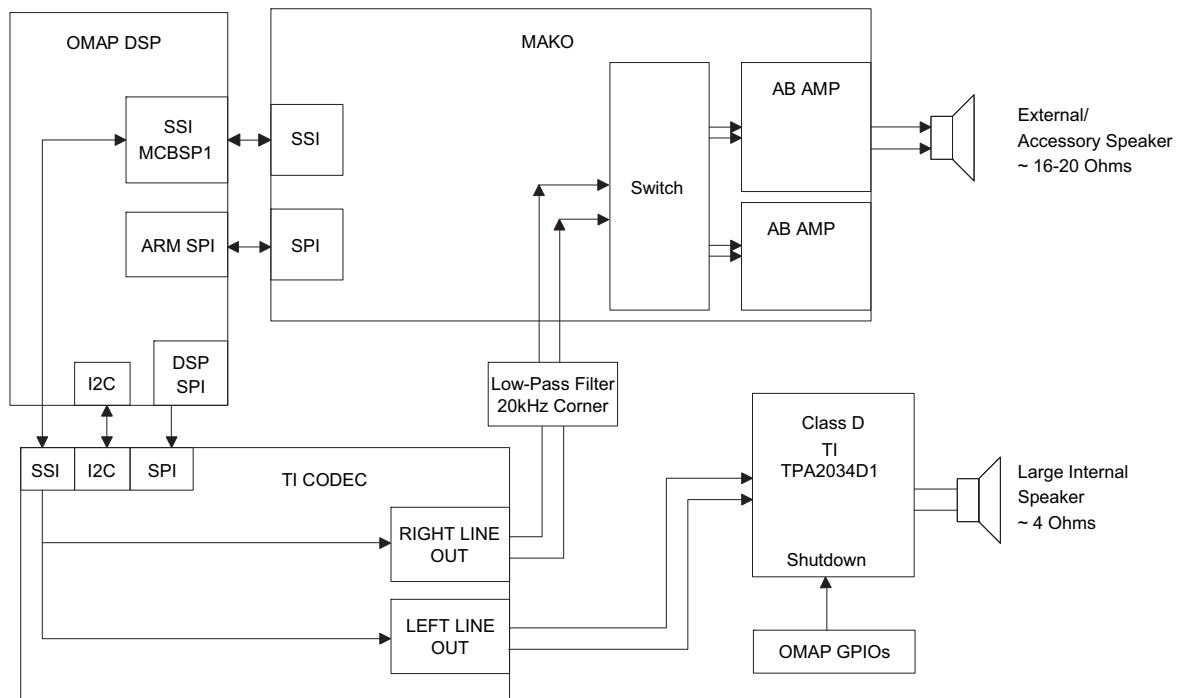 OMAP DSP
MAKO
SSI
MCBSP1
SSI
ARM SPI
SPI
Switch
AB AMP
AB AMP
External/
Accessory Speaker
~ 16-20 Ohms
I2C
DSP
SPI
Low-Pass Filter
20kHz Corner
SSI
I2C
SPI
TI CODEC
RIGHT LINE
OUT
LEFT LINE
OUT
Class D
TI
TPA2034D1
Shutdown
Large Internal
Speaker
~ 4 Ohms
OMAP GPIOs